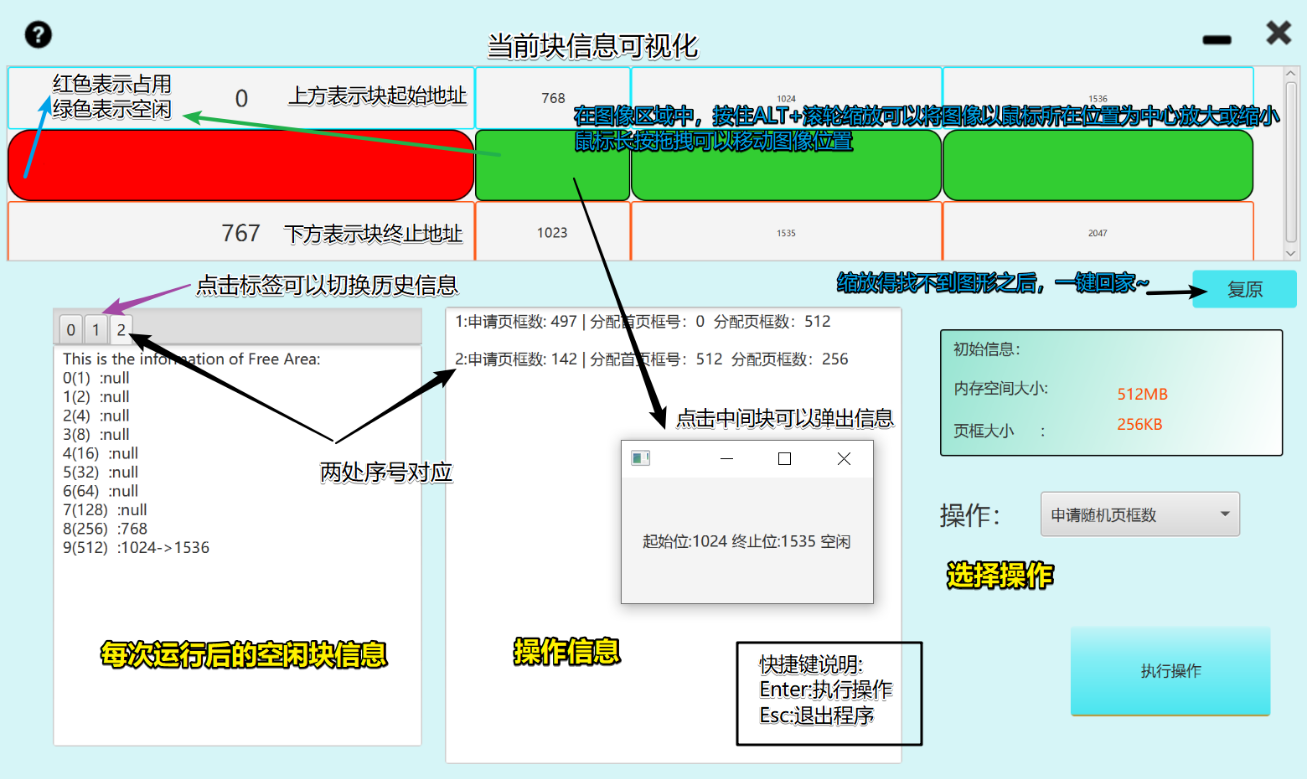 当前块信息可视化
红色表示占用
绿色表示空闲
0
上方表示块起始地址
768
1024
1536
在图像区域中，按住ALT+滚轮缩放可以将图像以鼠标所在位置为中心放大或缩小
鼠标长按拖拽可以移动图像位置
767
下方表示块终止地址
1023
1535
2047
点击标签可以切换历史信息
缩放得找不到图形之后，一键回家~
复原
0 1 2
This is the information of Free Area:
0(1) :null
1(2) :null
2(4) :null
3(8) :null
4(16) :null
5(32) :null
6(64) :null
7(128) :null
8(256) :768
9(512) :1024->1536
每次运行后的空闲块信息
两处序号对应
1:申请页框数: 497 | 分配首页框号: 0 分配页框数: 512
2:申请页框数: 142 | 分配首页框号: 512 分配页框数: 256
点击中间块可以弹出信息
起始位:1024 终止位:1535 空闲
操作信息
快捷键说明:
Enter:执行操作
Esc:退出程序
初始信息:
内存空间大小: 512MB
页框大小 : 256KB
操作: 申请随机页框数
选择操作
执行操作